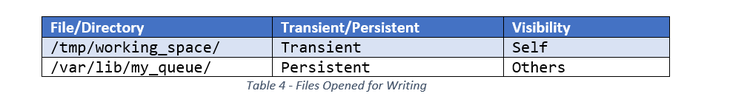 File/Directory Transient/Persistent Visibility
/tmp/working_space/ Transient Self
/var/lib/my_queue/ Persistent Others
Table 4 - Files Opened for Writing